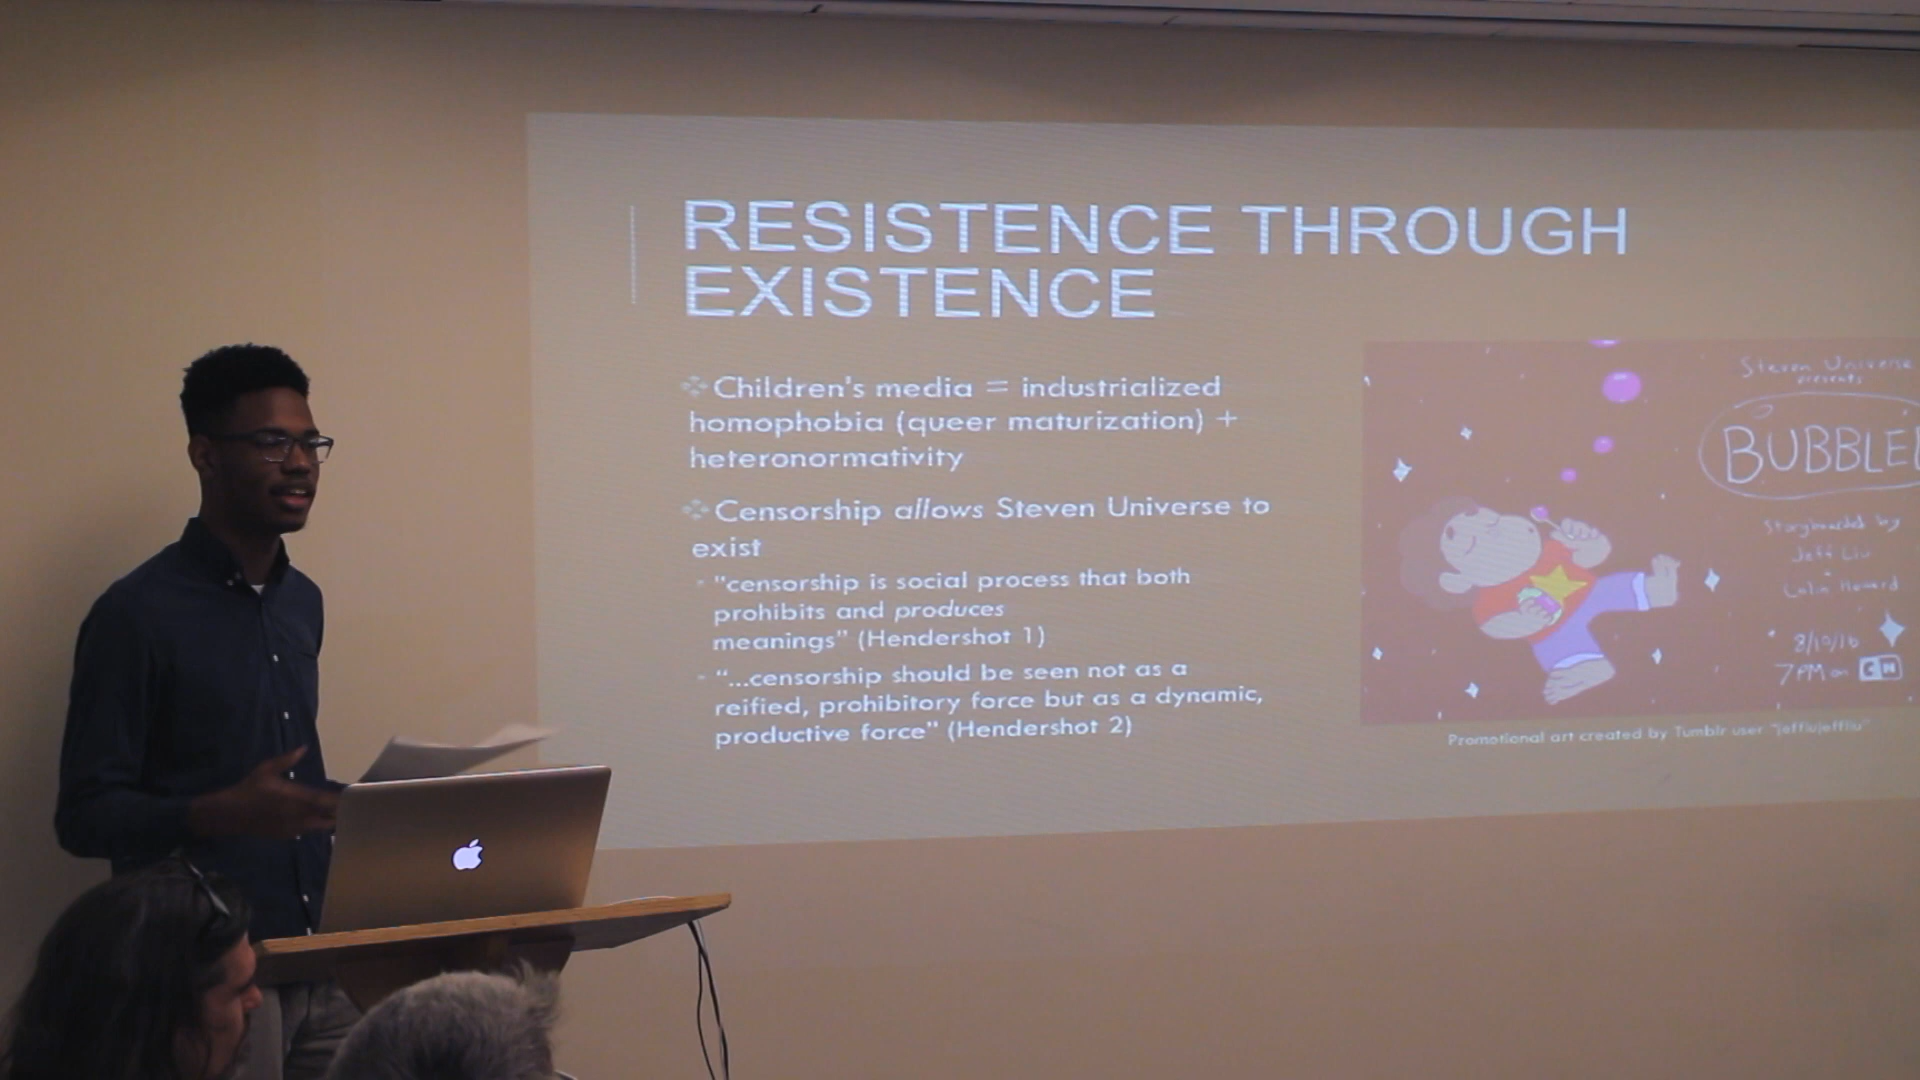 RESISTENCE THROUGH
EXISTENCE
Children's media = industrialized
homophobia (queer maturization) +
heteronormativity
Censorship allows Steven Universe to
exist
"censorship is social process that both
prohibits and produces
meanings" (Hendershot 1)
"...censorship should be seen not as a
reified, prohibitory force but as a dynamic,
productive force" (Hendershot 2)
Steven Universe
presents
BUBBLE
Storyboarded by
Jeff Liu
+
Colin Howard
8/10/16
7PM on CN
Promotional art created by Tumblr user "jeffliujeffliu"